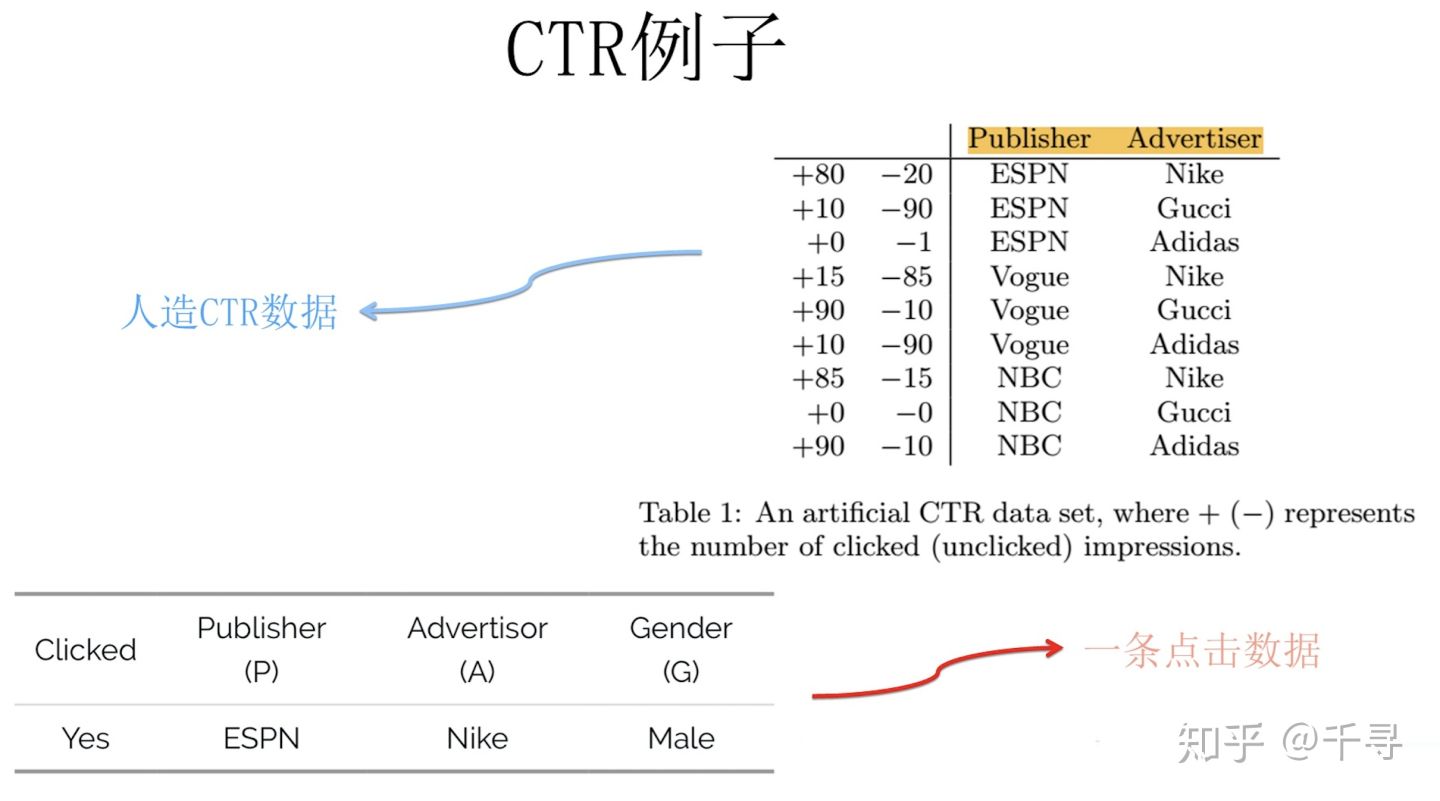 CTR例子
Publisher Advertiser
+80 −20 ESPN Nike
+10 −90 ESPN Gucci
+0 −1 ESPN Adidas
+15 −85 Vogue Nike
+90 −10 Vogue Gucci
+10 −90 Vogue Adidas
+85 −15 NBC Nike
+0 −0 NBC Gucci
+90 −10 NBC Adidas
人造CTR数据
Table 1: An artificial CTR data set, where + (−) represents
the number of clicked (unclicked) impressions.
Clicked Publisher (P) Advertisor (A) Gender (G)
Yes ESPN Nike Male
一条点击数据
知乎 @千寻